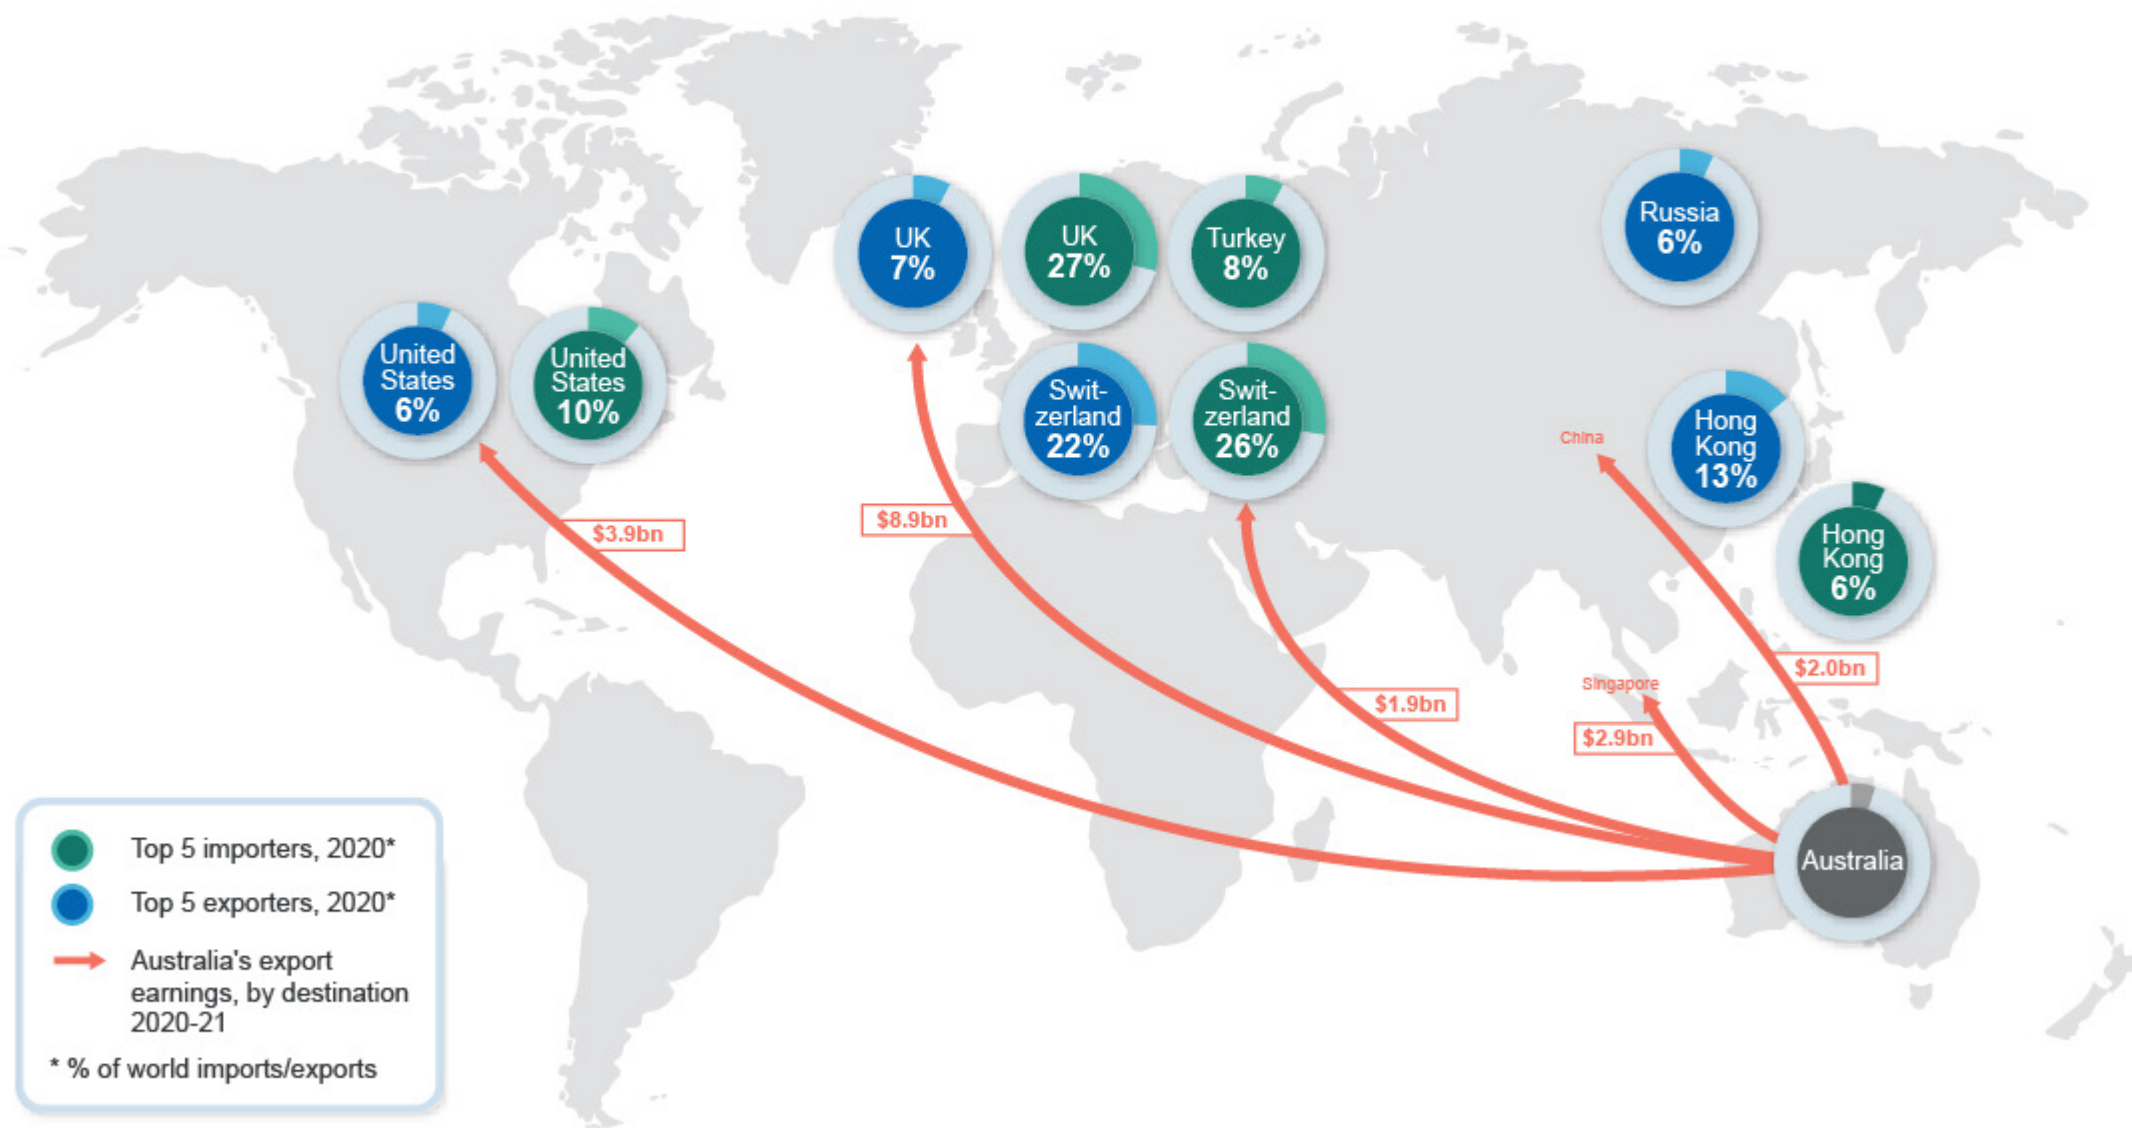 UK
7%
UK
27%
Turkey
8%
Russia
6%
United
States
6%
United
States
10%
Swit-
zerland
22%
Swit-
zerland
26%
China
Hong
Kong
13%
Hong
Kong
6%
$3.9bn
$8.9bn
$1.9bn
Singapore
$2.9bn
$2.0bn
Australia
Top 5 importers, 2020*
Top 5 exporters, 2020*
Australia's export
earnings, by destination
2020-21
* % of world imports/exports